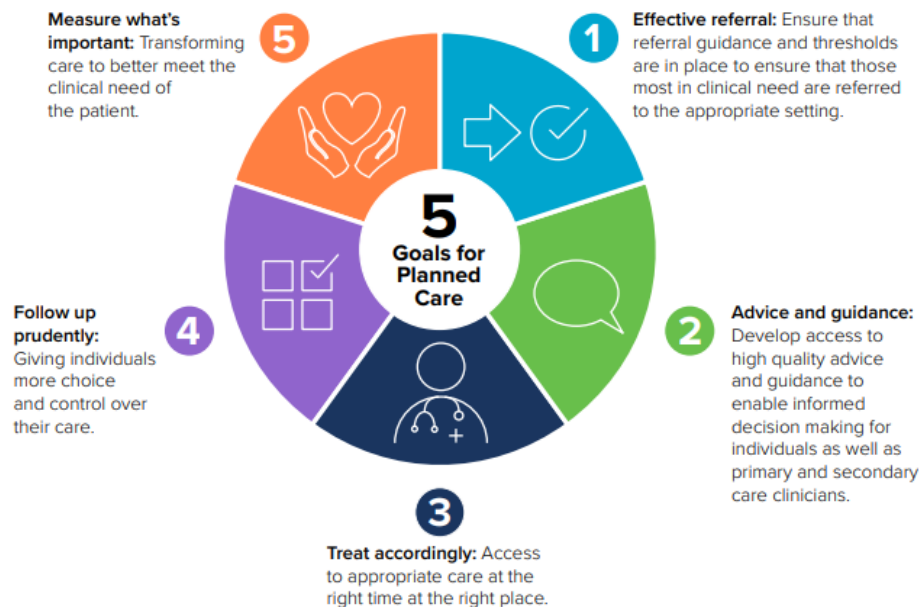 5
Goals for
Planned
Care
1
Effective referral: Ensure that
referral guidance and thresholds
are in place to ensure that those
most in clinical need are referred
to the appropriate setting.
2
Advice and guidance:
Develop access to
high quality advice
and guidance to
enable informed
decision making for
individuals as well as
primary and secondary
care clinicians.
3
Treat accordingly: Access
to appropriate care at the
right time at the right place.
4
Follow up
prudently:
Giving individuals
more choice
and control over
their care.
5
Measure what's
important: Transforming
care to better meet the
clinical need of
the patient.